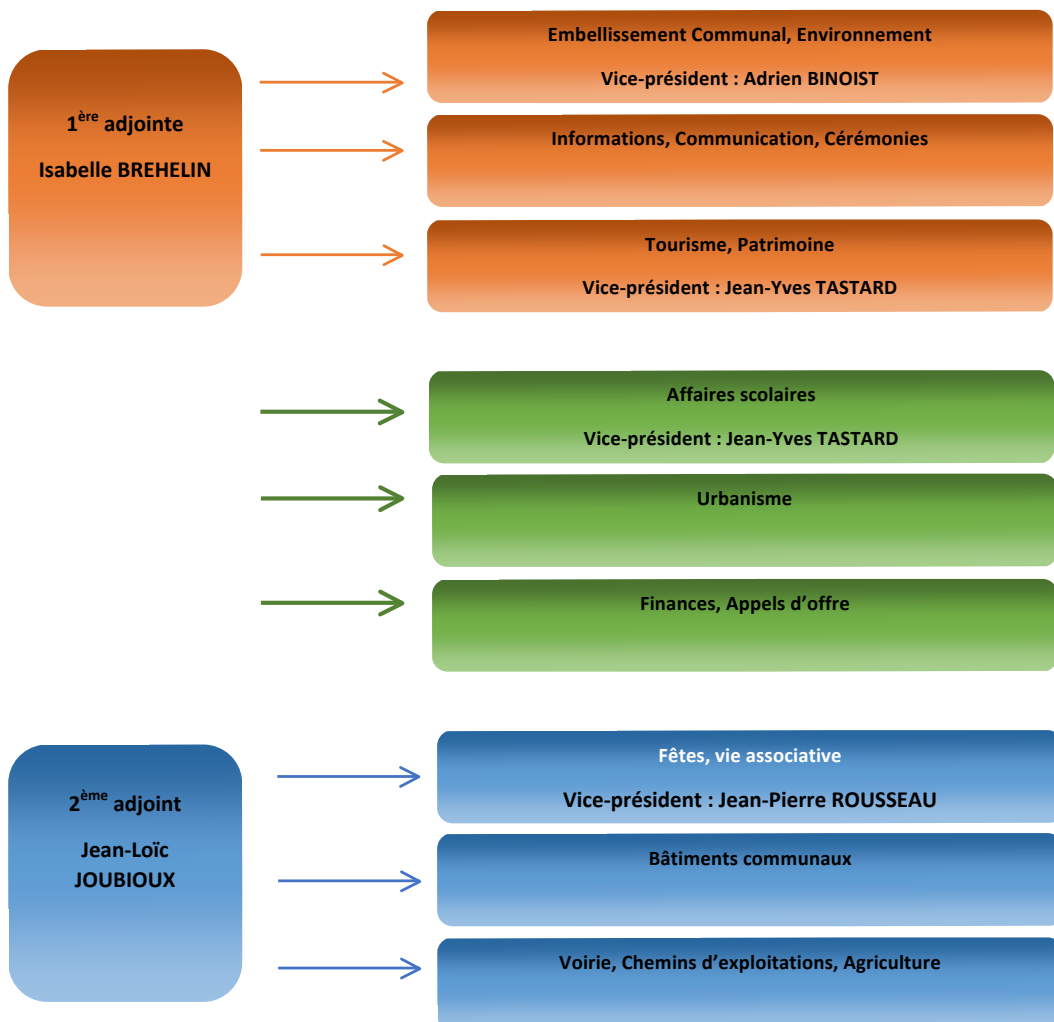 1ère adjointe
Isabelle BREHELIN
Embellissement Communal, Environnement
Vice-président : Adrien BINOIST
Informations, Communication, Cérémonies
Tourisme, Patrimoine
Vice-président : Jean-Yves TASTARD
Affaires scolaires
Vice-président : Jean-Yves TASTARD
Urbanisme
Finances, Appels d’offre
2ème adjoint
Jean-Loïc
JOUBIOUX
Fêtes, vie associative
Vice-président : Jean-Pierre ROUSSEAU
Bâtiments communaux
Voirie, Chemins d’exploitations, Agriculture